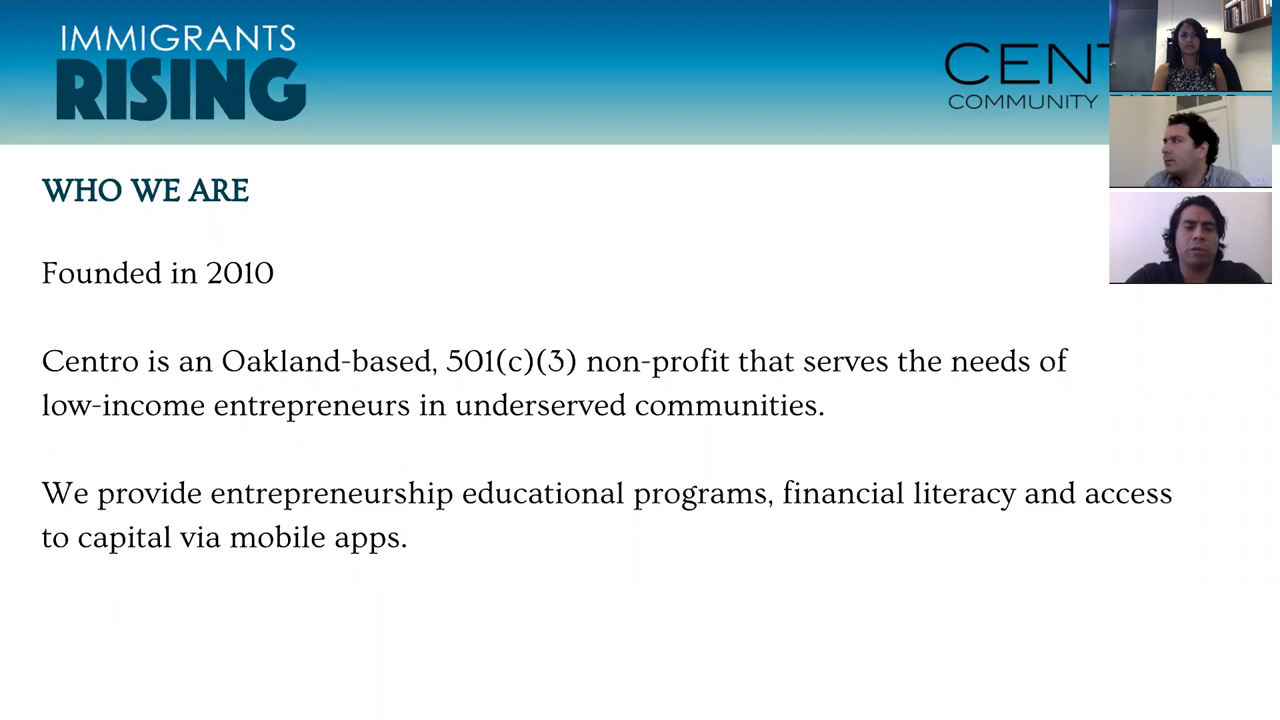 IMMIGRANTS
RISING
CENT
COMMUNITY
WHO WE ARE
Founded in 2010
Centro is an Oakland-based, 501(c)(3) non-profit that serves the needs of
low-income entrepreneurs in underserved communities.
We provide entrepreneurship educational programs, financial literacy and access
to capital via mobile apps.